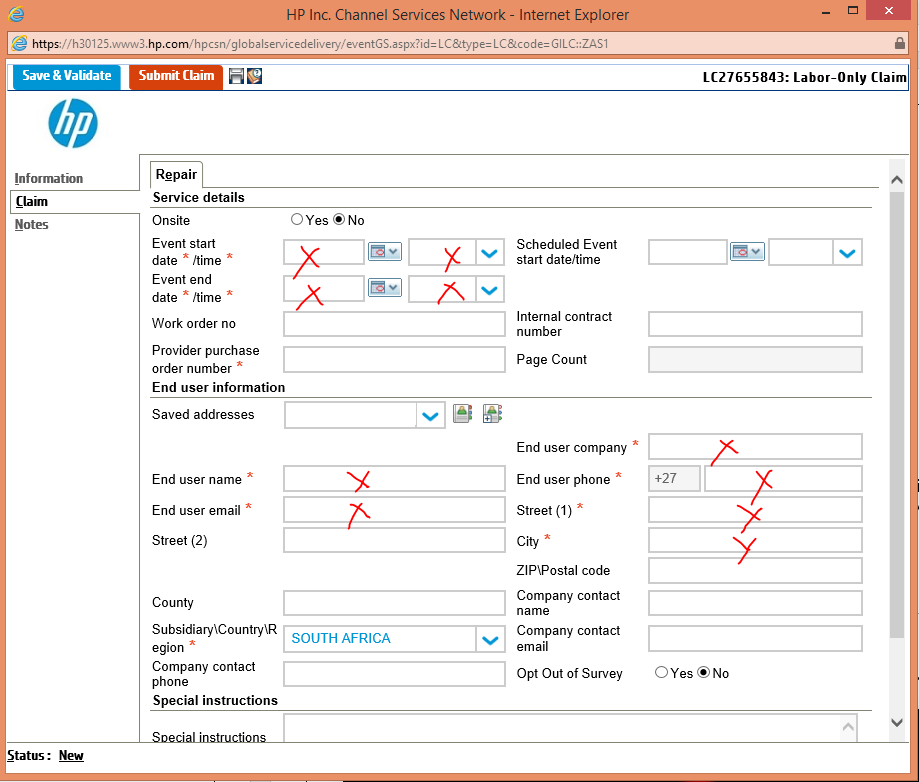 HP Inc. Channel Services Network - Internet Explorer
https://h30125.www3.hp.com/hpcsn/globalservicedelivery/eventGS.aspx?id=LC&type=LC&code=GILC::ZAS1
Save & Validate Submit Claim LC27655843: Labor-Only Claim
hp
Information
Claim
Notes
Repair
Service details
Onsite Yes No
Event start
date * /time *
Scheduled Event
start date/time
Event end
date * /time *
Work order no
Internal contract
number
Provider purchase
order number *
Page Count
End user information
Saved addresses
End user company *
End user name *
End user phone * +27
End user email *
Street (1) *
Street (2)
City *
ZIP\Postal code
County
Company contact
name
Subsidiary\Country\R
egion *
SOUTH AFRICA
Company contact
email
Company contact
phone
Opt Out of Survey Yes No
Special instructions
Special instructions
Status : New